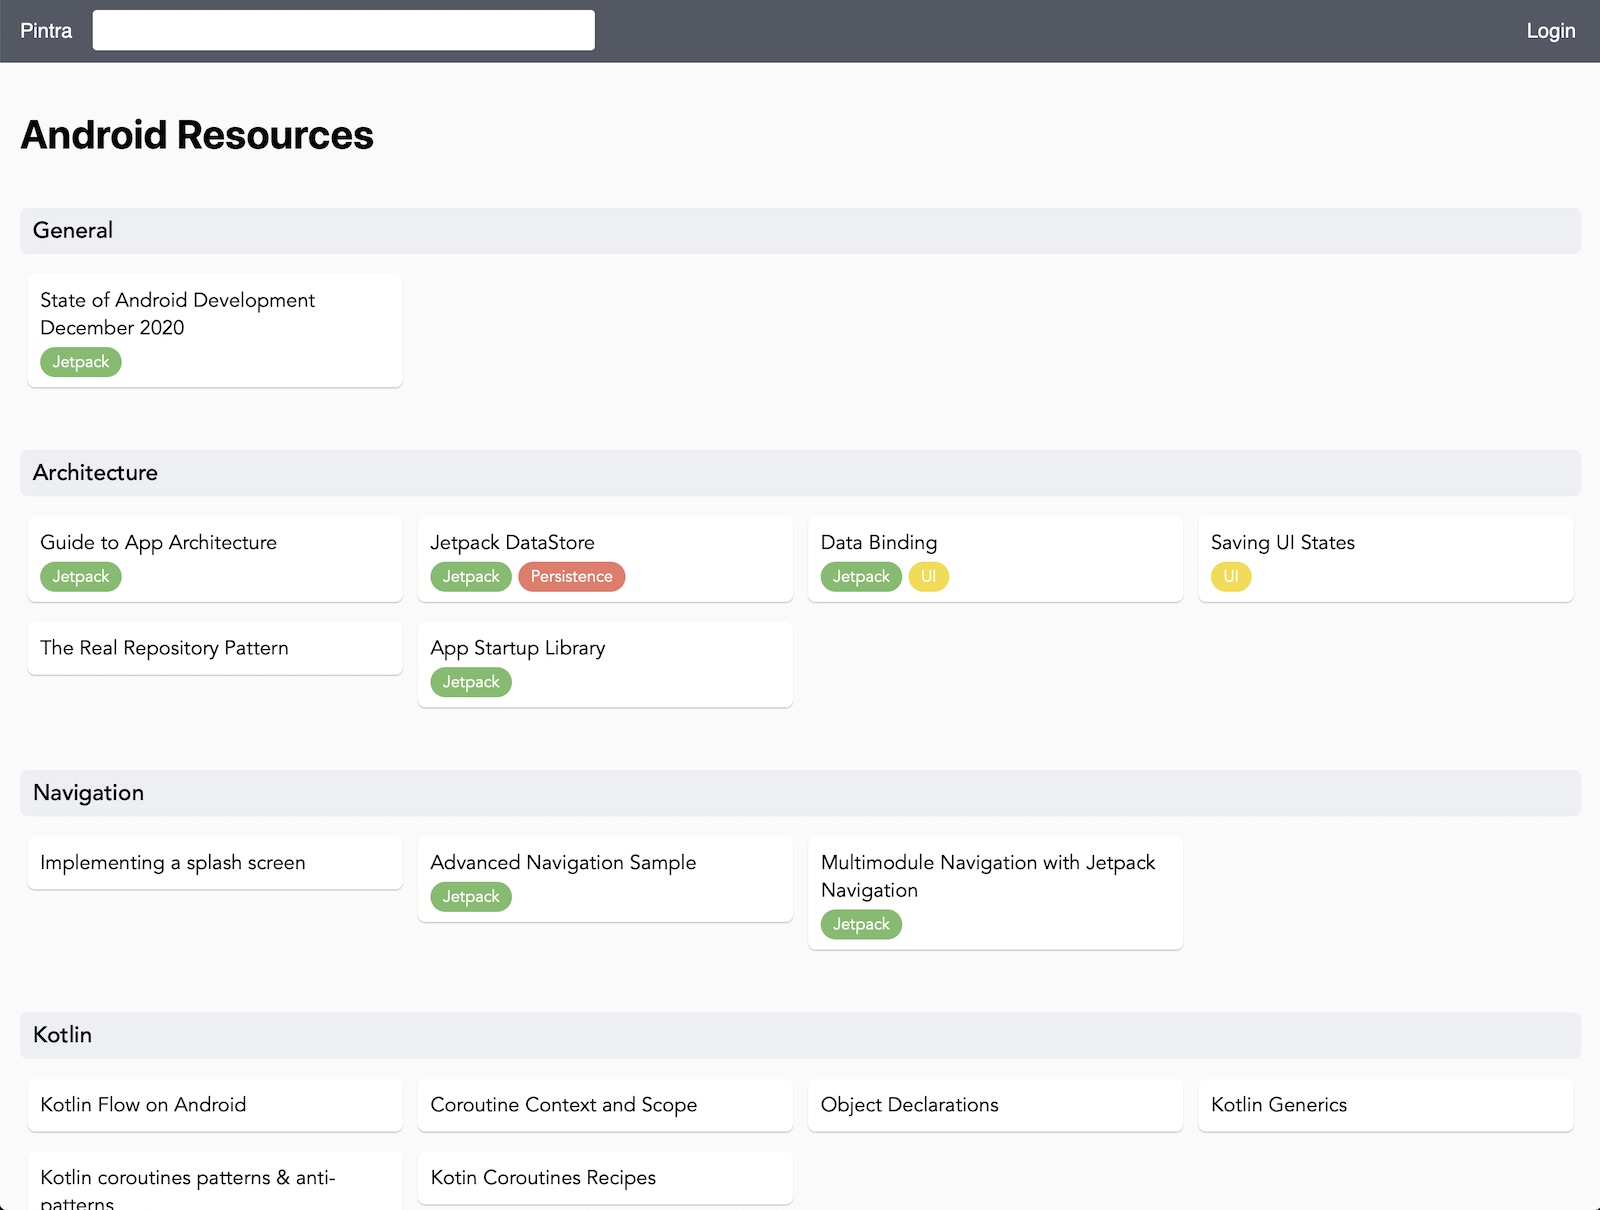 Pintra
Login
Android Resources
General
State of Android Development
December 2020
Jetpack
Architecture
Guide to App Architecture
Jetpack
Jetpack DataStore
Jetpack Persistence
Data Binding
Jetpack UI
Saving UI States
UI
The Real Repository Pattern
App Startup Library
Jetpack
Navigation
Implementing a splash screen
Advanced Navigation Sample
Jetpack
Multimodule Navigation with Jetpack
Navigation
Jetpack
Kotlin
Kotlin Flow on Android
Coroutine Context and Scope
Object Declarations
Kotlin Generics
Kotlin coroutines patterns & anti-
patterns
Kotin Coroutines Recipes